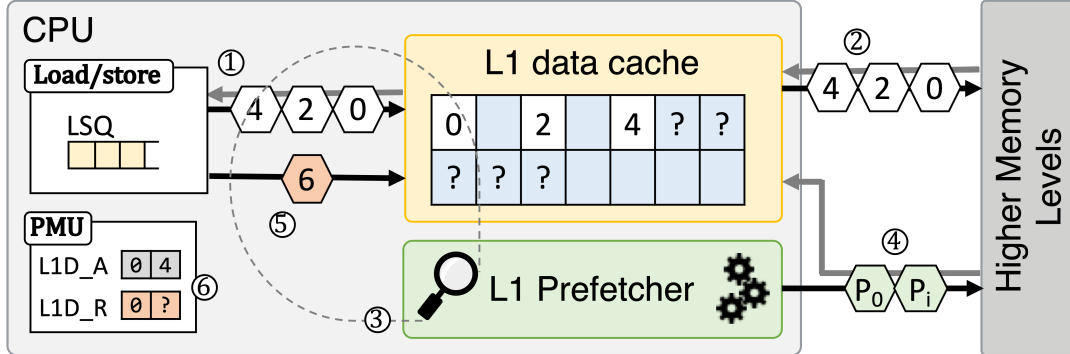 CPU
Load/store
LSQ
①
4 2 0
⑤
6
PMU
L1D_A 0 4
L1D_R 0 ?
⑥
③
L1 data cache
0 2 4 ? ?
? ? ?
L1 Prefetcher
②
4 2 0
④
P0 Pi
Higher Memory
Levels